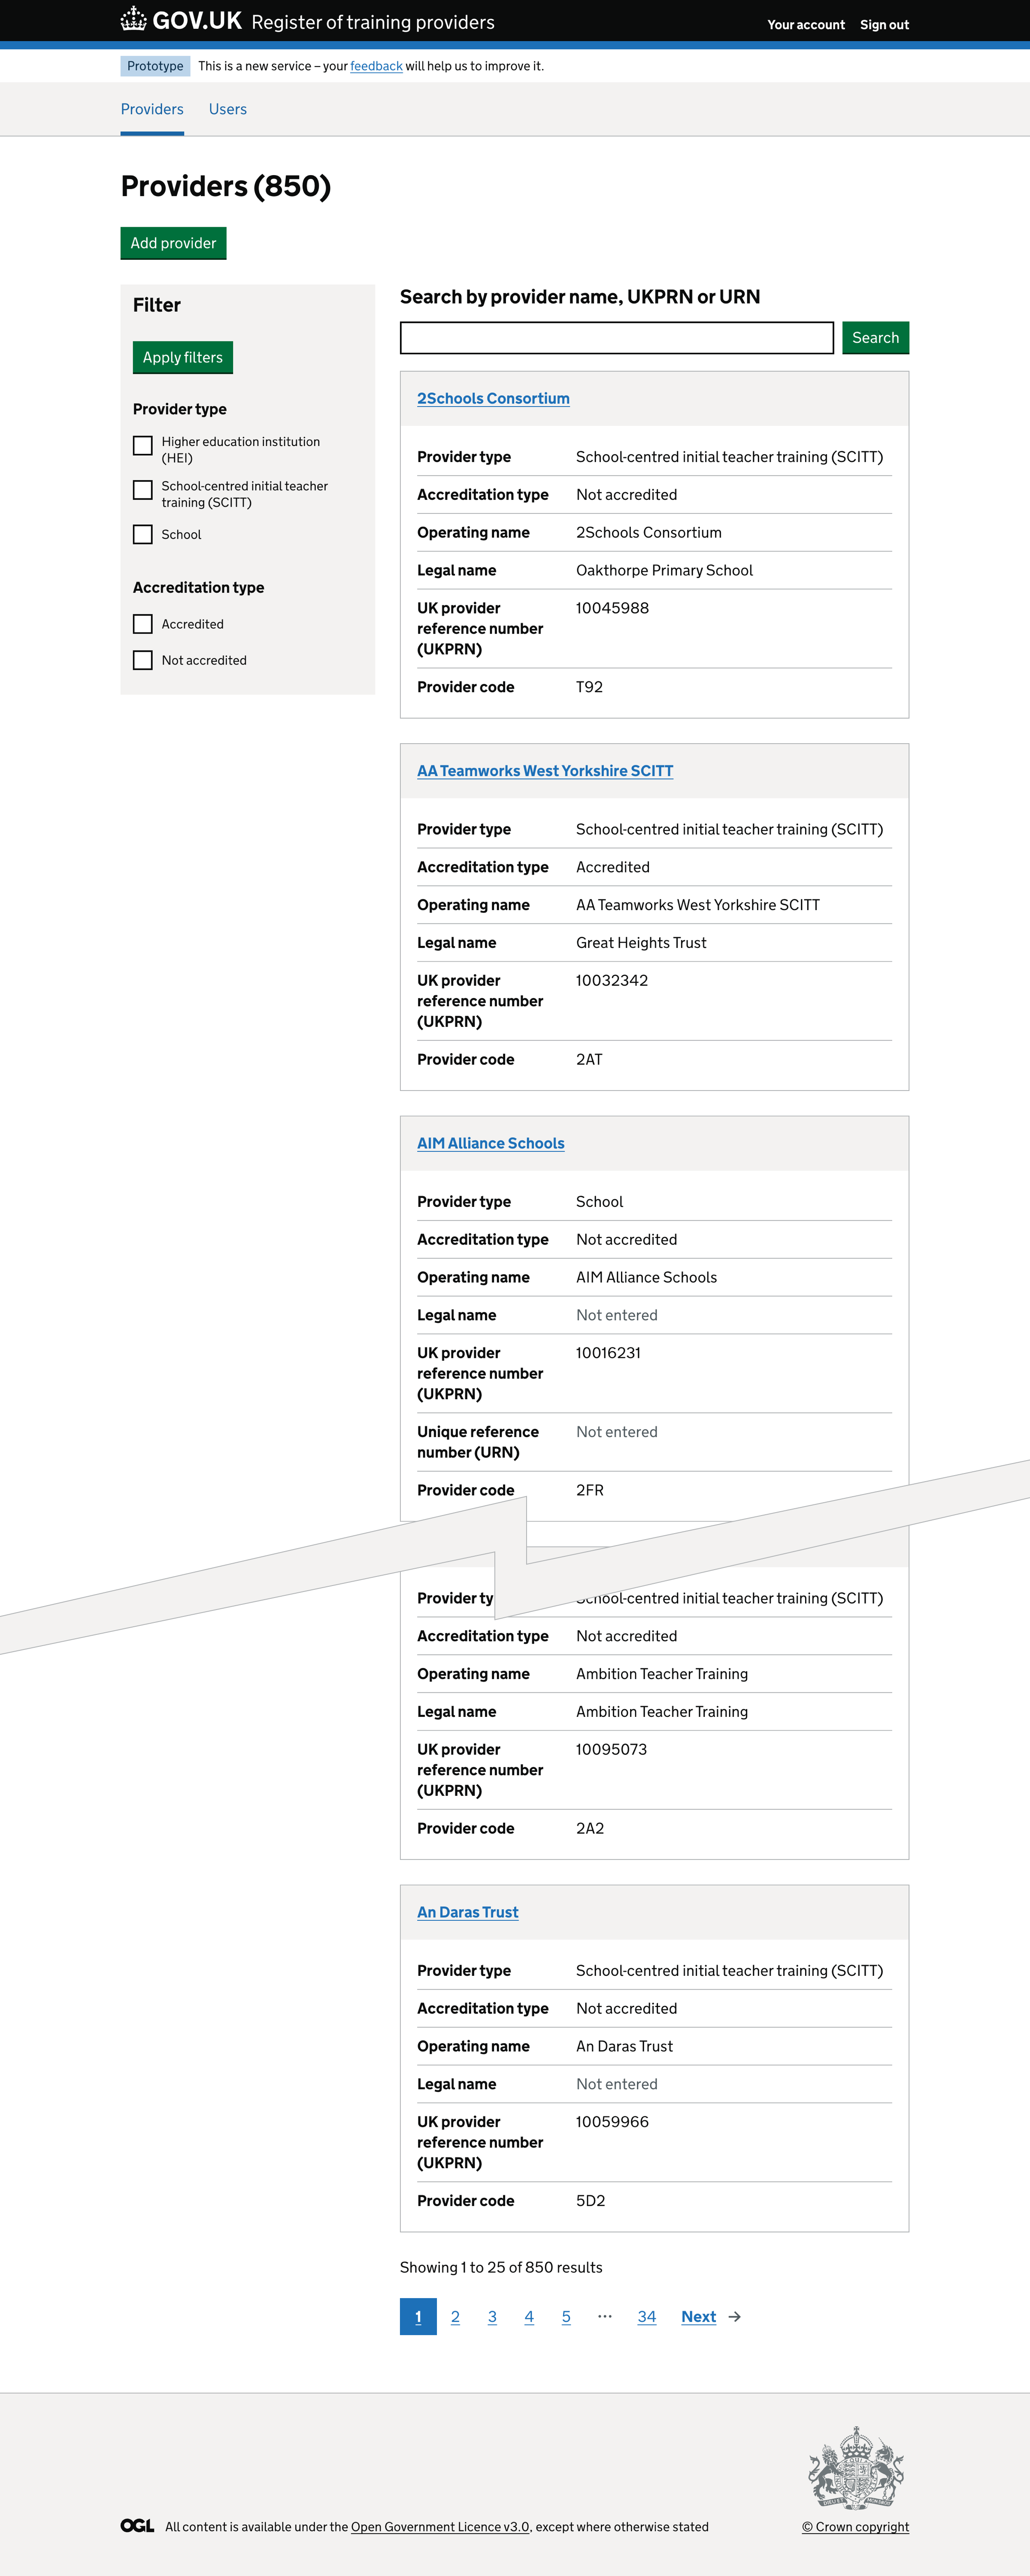 GOV.UK Register of training providers
Your account Sign out
Prototype This is a new service – your feedback will help us to improve it.
Providers Users
Providers (850)
Add provider
Filter
Apply filters
Provider type
Higher education institution
(HEI)
School-centred initial teacher
training (SCITT)
School
Accreditation type
Accredited
Not accredited
Search by provider name, UKPRN or URN
Search
2Schools Consortium
Provider type School-centred initial teacher training (SCITT)
Accreditation type Not accredited
Operating name 2Schools Consortium
Legal name Oakthorpe Primary School
UK provider 10045988
reference number
(UKPRN)
Provider code T92
AA Teamworks West Yorkshire SCITT
Provider type School-centred initial teacher training (SCITT)
Accreditation type Accredited
Operating name AA Teamworks West Yorkshire SCITT
Legal name Great Heights Trust
UK provider 10032342
reference number
(UKPRN)
Provider code 2AT
AIM Alliance Schools
Provider type School
Accreditation type Not accredited
Operating name AIM Alliance Schools
Legal name Not entered
UK provider 10016231
reference number
(UKPRN)
Unique reference Not entered
number (URN)
Provider code 2FR
Provider ty School-centred initial teacher training (SCITT)
Accreditation type Not accredited
Operating name Ambition Teacher Training
Legal name Ambition Teacher Training
UK provider 10095073
reference number
(UKPRN)
Provider code 2A2
An Daras Trust
Provider type School-centred initial teacher training (SCITT)
Accreditation type Not accredited
Operating name An Daras Trust
Legal name Not entered
UK provider 10059966
reference number
(UKPRN)
Provider code 5D2
Showing 1 to 25 of 850 results
1 2 3 4 5 ⋯ 34 Next →
OGL All content is available under the Open Government Licence v3.0, except where otherwise stated
© Crown copyright